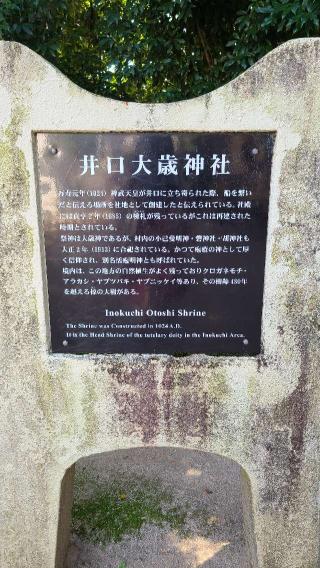 井口大歳神社
万寿元年(1024) 神武天皇が井口に立ち寄られた際、船を繋い
だと伝える場所を社地として創建したと伝えられている。社殿
には貞享2年(1685) の棟札が残っているがこれは再建された
時期とされている。
祭神は大歳神であるが、村内の小己曼明神・磐神社・胡神社も
大正2年(1913) に合祀されている。かつて疱瘡の神として厚
く信仰され、別名疱瘡明神とも呼ばれていた。
境内は、この地方の自然植生がよく残っておりクロガネモチ・
アラカシ・ヤブツバキ・ヤブニッケイ等あり、その樹齢430年
を超える椋の大樹がある。
Inokuchi Otoshi Shrine
The Shrine was Constructed in 1024 A.D.
It is the Head Shrine of the tutelary deity in the Inokuchi Area.